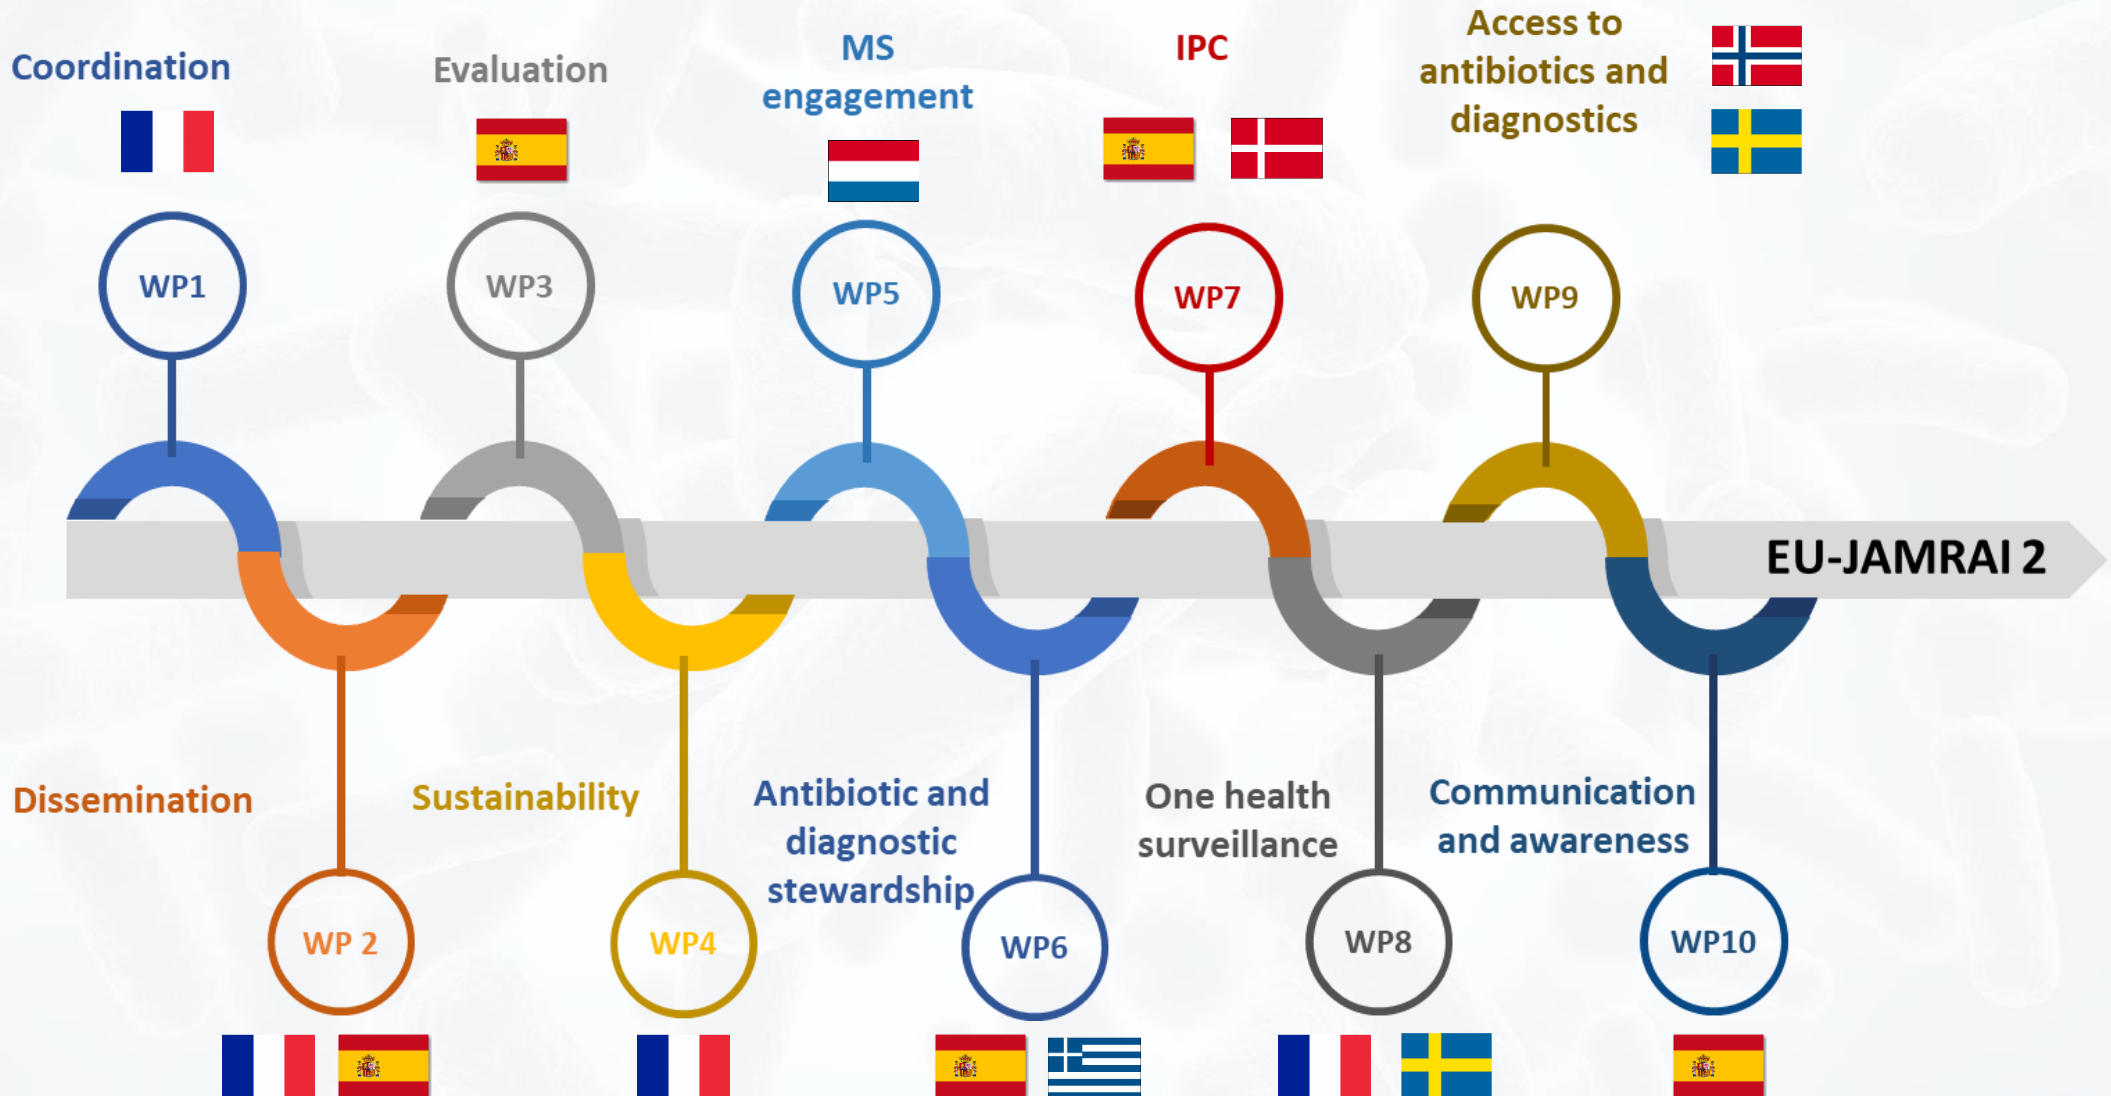 Coordination
Evaluation
MS
engagement
IPC
Access to
antibiotics and
diagnostics
WP1
WP3
WP5
WP7
WP9
EU-JAMRAI 2
Dissemination
Sustainability
Antibiotic and
diagnostic
stewardship
One health
surveillance
Communication
and awareness
WP 2
WP4
WP6
WP8
WP10